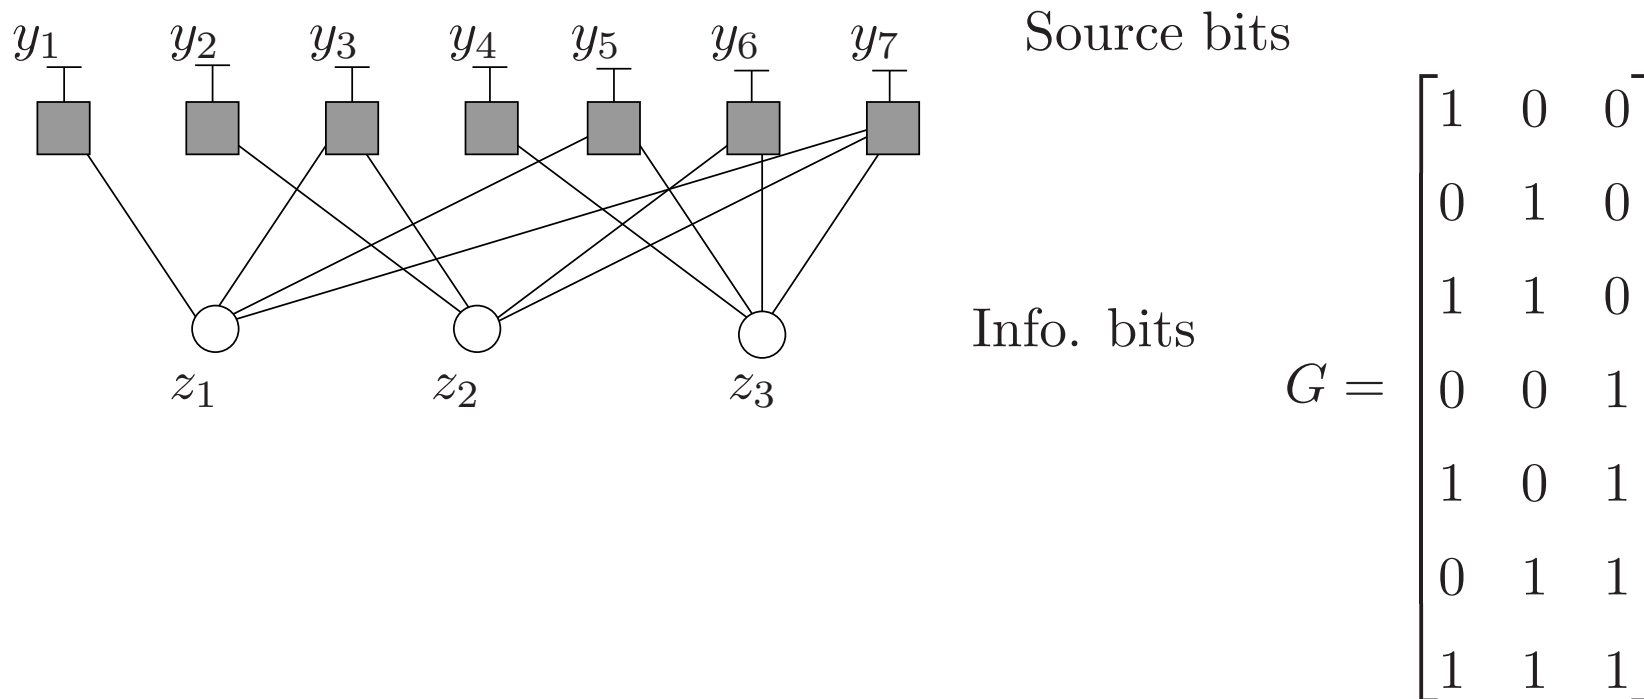 y1 y2 y3 y4 y5 y6 y7 Source bits
Info. bits
z1 z2 z3
G =
1 0 0
0 1 0
1 1 0
0 0 1
1 0 1
0 1 1
1 1 1